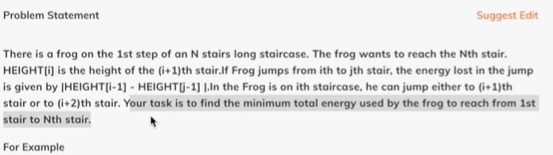 Problem Statement
Suggest Edit
There is a frog on the 1st step of an N stairs long staircase. The frog wants to reach the Nth stair.
HEIGHT[i] is the height of the (i+1)th stair.If Frog jumps from ith to jth stair, the energy lost in the jump
is given by |HEIGHT[i-1] - HEIGHT[j-1] |.In the Frog is on ith staircase, he can jump either to (i+1)th
stair or to (i+2)th stair. Your task is to find the minimum total energy used by the frog to reach from 1st
stair to Nth stair.
For Example